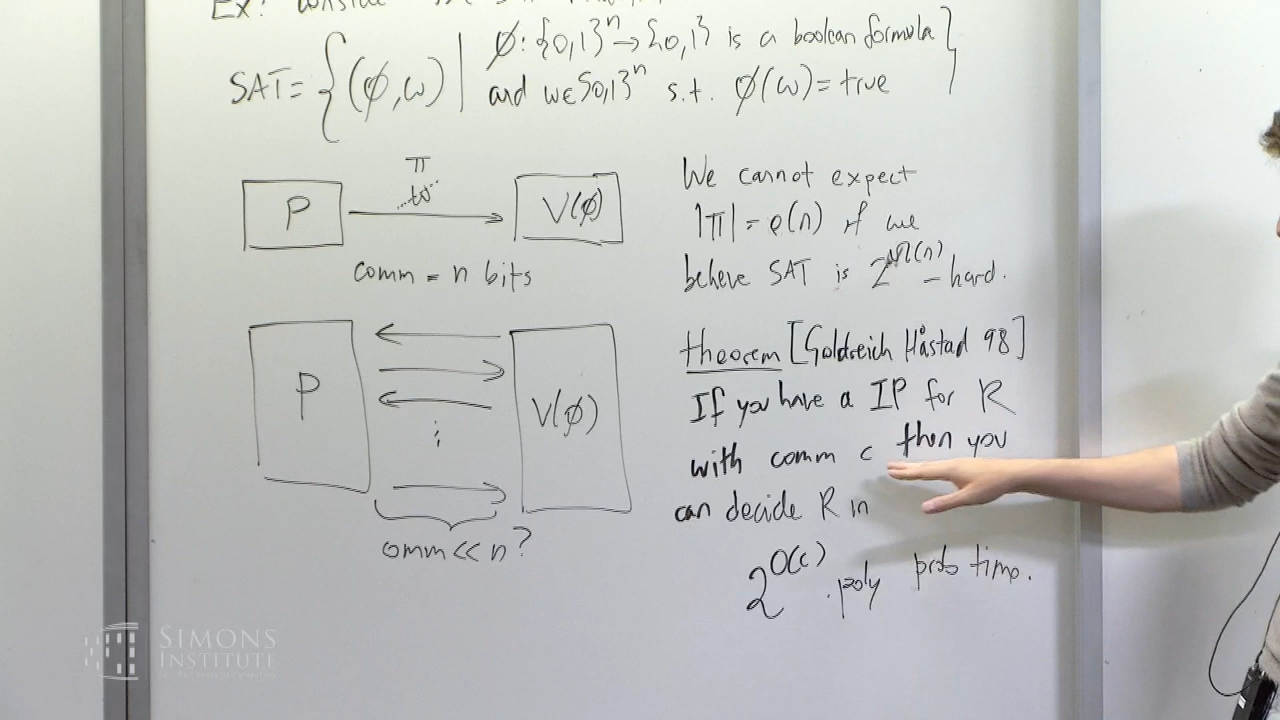 Ex: consider
SAT = { (φ, w) | φ: {0,1}ⁿ → {0,1} is a boolean formula
and w∈{0,1}ⁿ s.t. φ(w) = true }
π
w
P
V(φ)
comm = n bits
We cannot expect
|π| = o(n) if we
believe SAT is 2^Ω(n) - hard.
P
V(φ)
⋮
comm << n?
theorem [Goldreich Håstad 98]
If you have a IP for R
with comm c then you
can decide R in
2^O(c) . poly prob time.
SIMONS
INSTITUTE